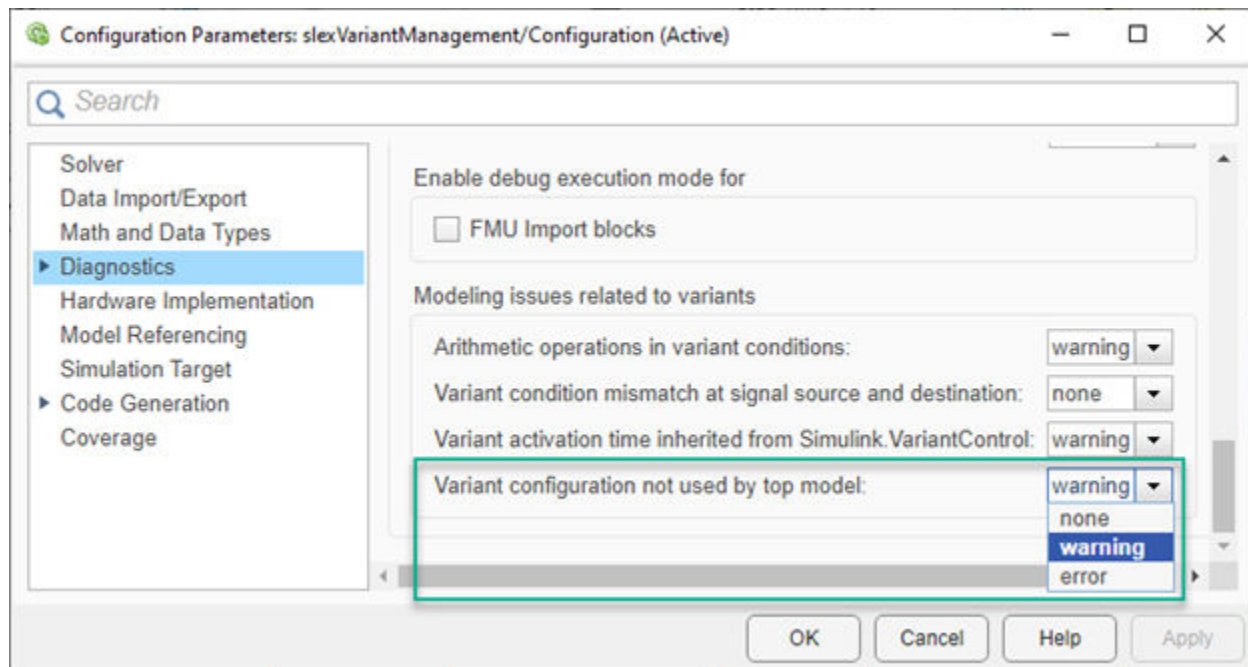 Configuration Parameters: slexVariantManagement/Configuration (Active)
Search
Solver
Data Import/Export
Math and Data Types
Diagnostics
Hardware Implementation
Model Referencing
Simulation Target
Code Generation
Coverage
Enable debug execution mode for
FMU Import blocks
Modeling issues related to variants
Arithmetic operations in variant conditions: warning
Variant condition mismatch at signal source and destination: none
Variant activation time inherited from Simulink.VariantControl: warning
Variant configuration not used by top model: warning
none
warning
error
OK Cancel Help Apply